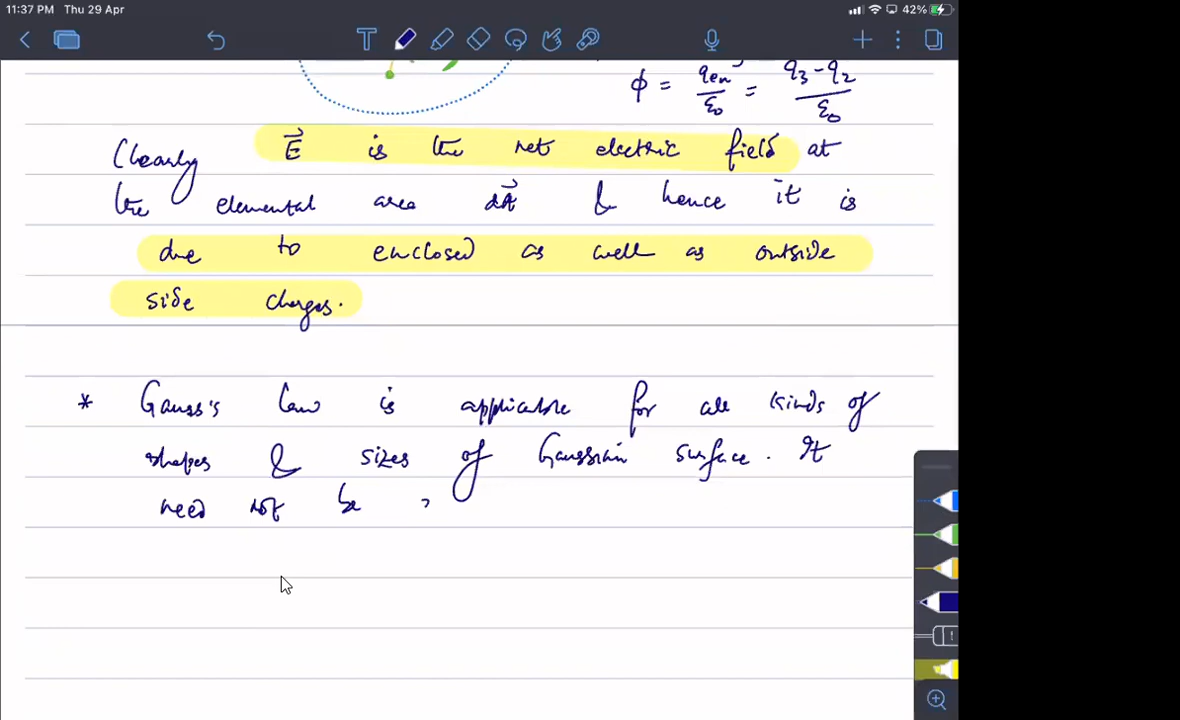 11:37 PM Thu 29 Apr 42%
ϕ = qen/ε0 = q3-q2/ε0
Clearly E⃗ is the net electric field at
the elemental area dA⃗ & hence it is
due to enclosed as well as outside
side charges.
* Gauss's law is applicable for all kinds of
shapes & sizes of Gaussian surface. It
need not be